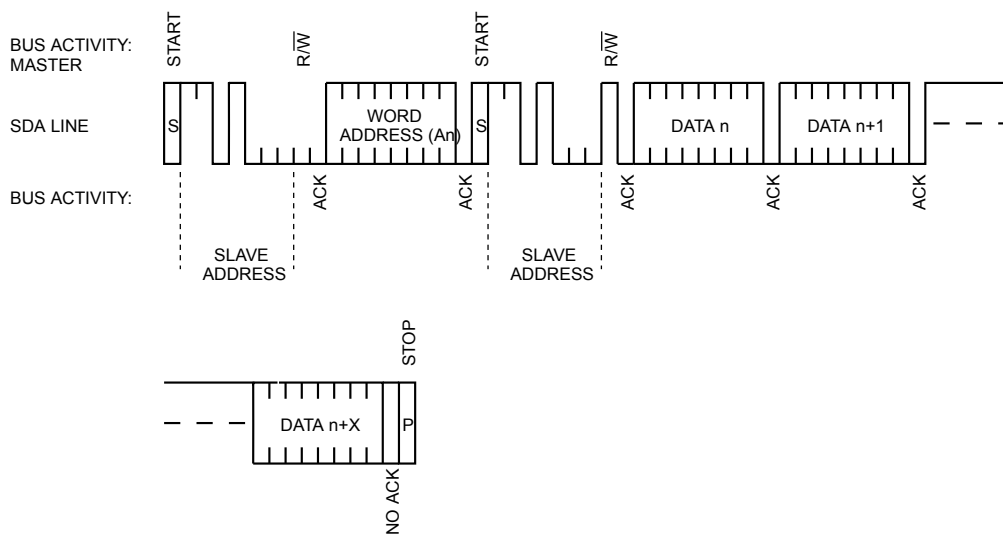 BUS ACTIVITY:
MASTER
START
R/W
START
R/W
SDA LINE
S
WORD
ADDRESS (An)
S
DATA n
DATA n+1
BUS ACTIVITY:
ACK
ACK
ACK
ACK
ACK
SLAVE
ADDRESS
SLAVE
ADDRESS
STOP
DATA n+X
P
NO ACK